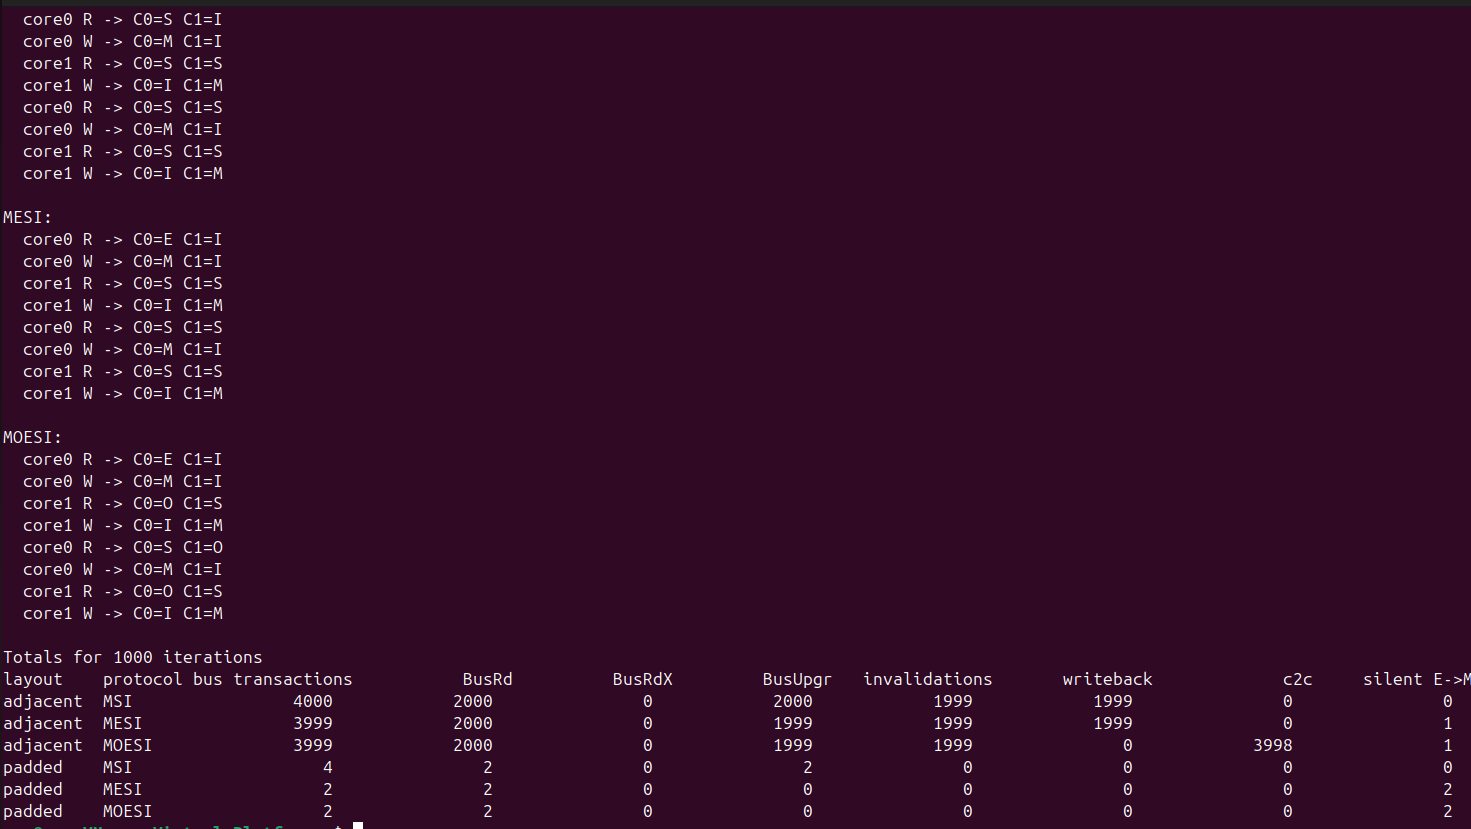 core0 R -> C0=S C1=I
core0 W -> C0=M C1=I
core1 R -> C0=S C1=S
core1 W -> C0=I C1=M
core0 R -> C0=S C1=S
core0 W -> C0=M C1=I
core1 R -> C0=S C1=S
core1 W -> C0=I C1=M
MESI:
core0 R -> C0=E C1=I
core0 W -> C0=M C1=I
core1 R -> C0=S C1=S
core1 W -> C0=I C1=M
core0 R -> C0=S C1=S
core0 W -> C0=M C1=I
core1 R -> C0=S C1=S
core1 W -> C0=I C1=M
MOESI:
core0 R -> C0=E C1=I
core0 W -> C0=M C1=I
core1 R -> C0=O C1=S
core1 W -> C0=I C1=M
core0 R -> C0=S C1=O
core0 W -> C0=M C1=I
core1 R -> C0=O C1=S
core1 W -> C0=I C1=M
Totals for 1000 iterations
layout protocol bus transactions BusRd BusRdX BusUpgr invalidations writeback c2c silent E->M
adjacent MSI 4000 2000 0 2000 1999 1999 0 0
adjacent MESI 3999 2000 0 1999 1999 1999 0 1
adjacent MOESI 3999 2000 0 1999 1999 0 3998 1
padded MSI 4 2 0 2 0 0 0 0
padded MESI 2 2 0 0 0 0 0 2
padded MOESI 2 2 0 0 0 0 0 2